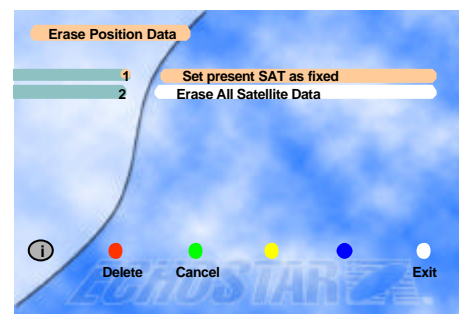 Erase Position Data
1 Set present SAT as fixed
2 Erase All Satellite Data
i
Delete Cancel Exit
ECHOSTAR